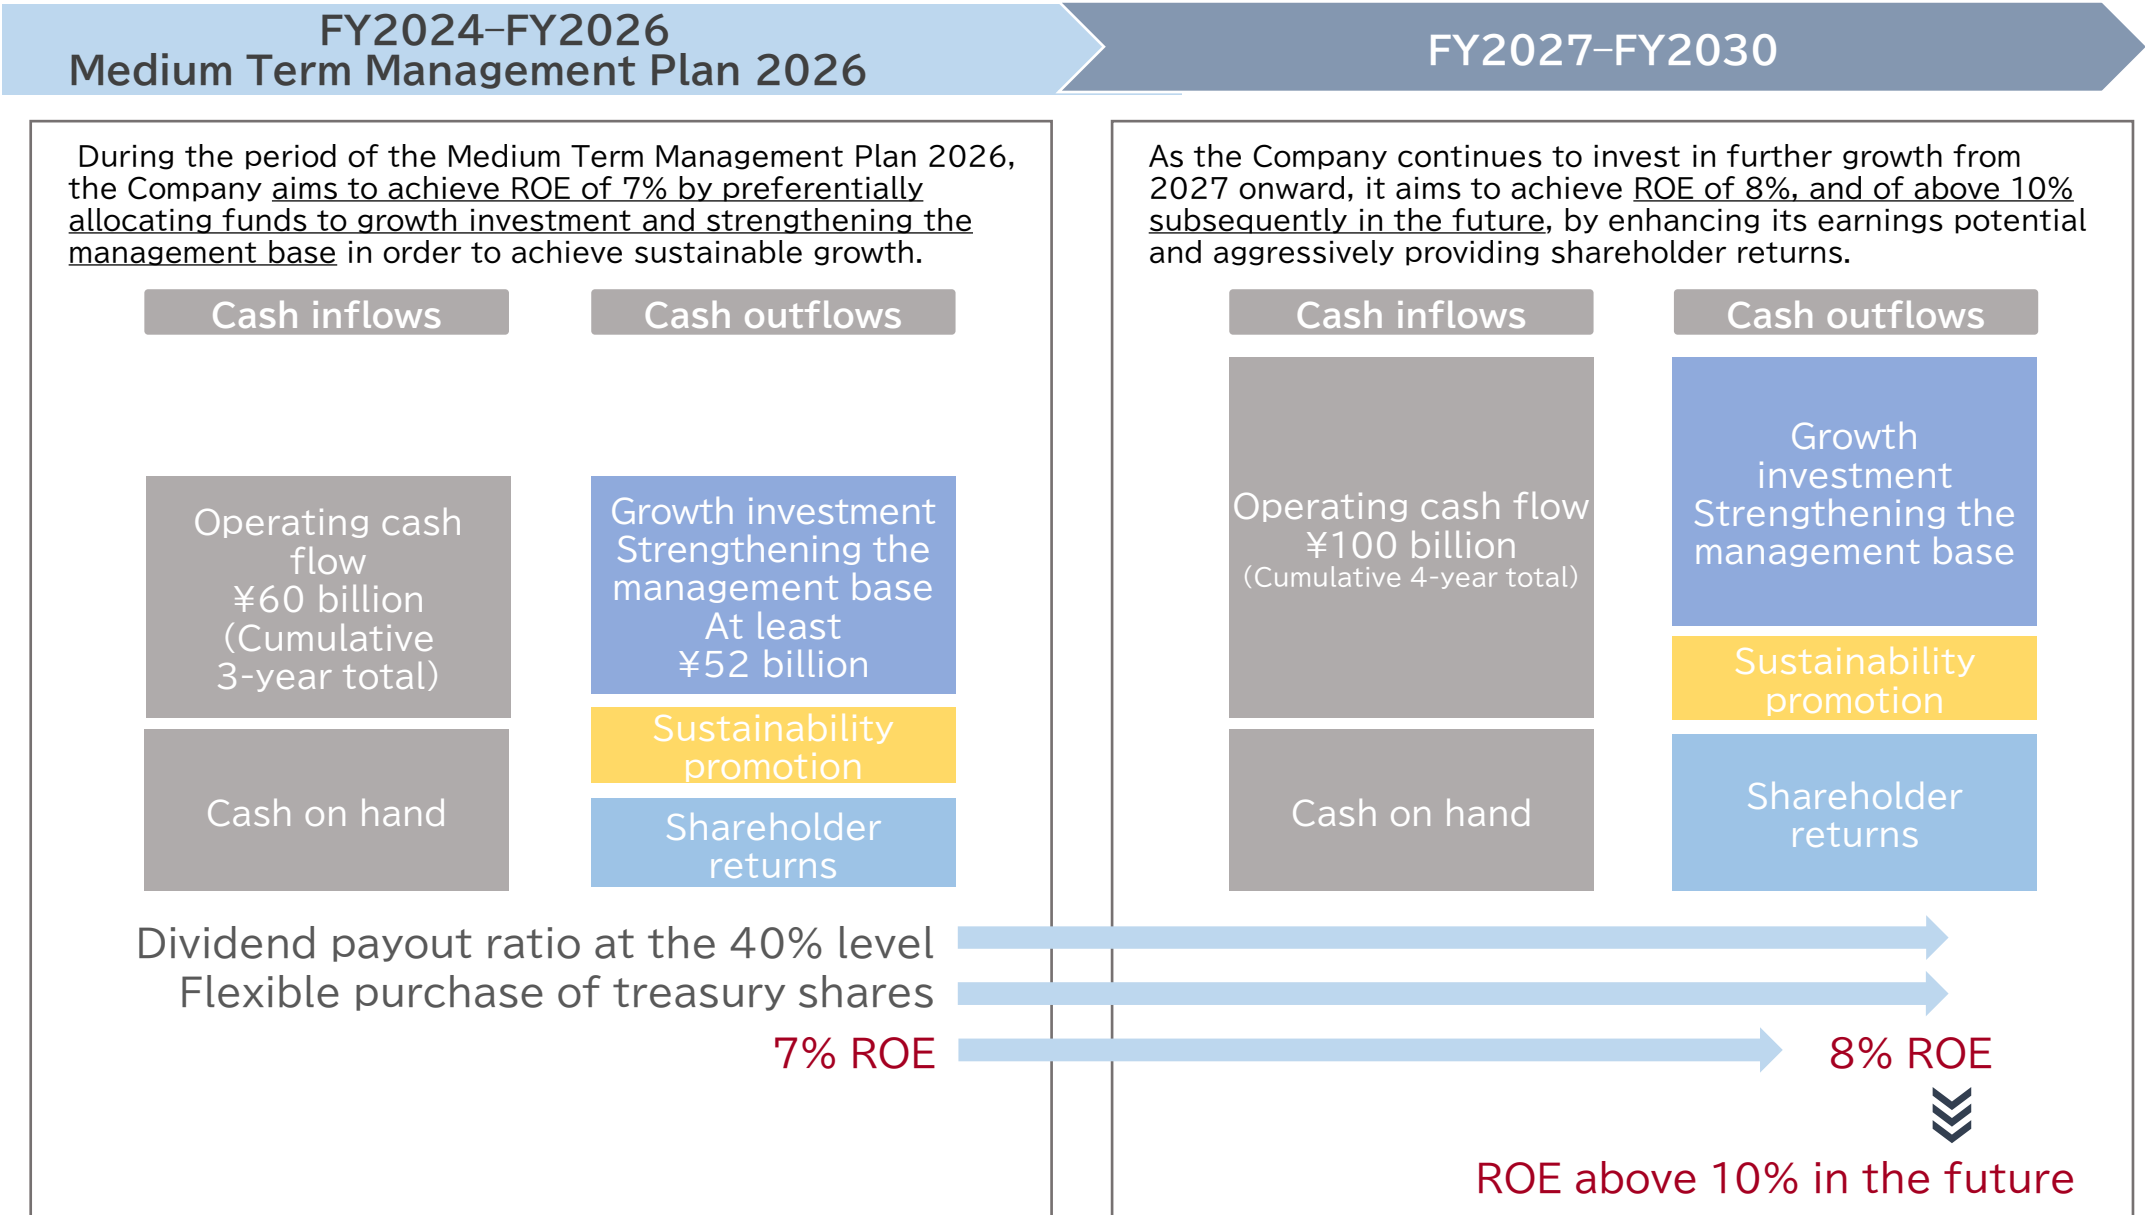 FY2024–FY2026
Medium Term Management Plan 2026
FY2027–FY2030
During the period of the Medium Term Management Plan 2026,
the Company aims to achieve ROE of 7% by preferentially
allocating funds to growth investment and strengthening the
management base in order to achieve sustainable growth.
Cash inflows
Cash outflows
Operating cash
flow
¥60 billion
(Cumulative
3-year total)
Cash on hand
Growth investment
Strengthening the
management base
At least
¥52 billion
Sustainability
promotion
Shareholder
returns
As the Company continues to invest in further growth from
2027 onward, it aims to achieve ROE of 8%, and of above 10%
subsequently in the future, by enhancing its earnings potential
and aggressively providing shareholder returns.
Cash inflows
Cash outflows
Operating cash flow
¥100 billion
(Cumulative 4-year total)
Cash on hand
Growth
investment
Strengthening the
management base
Sustainability
promotion
Shareholder
returns
Dividend payout ratio at the 40% level
Flexible purchase of treasury shares
7% ROE
8% ROE
ROE above 10% in the future